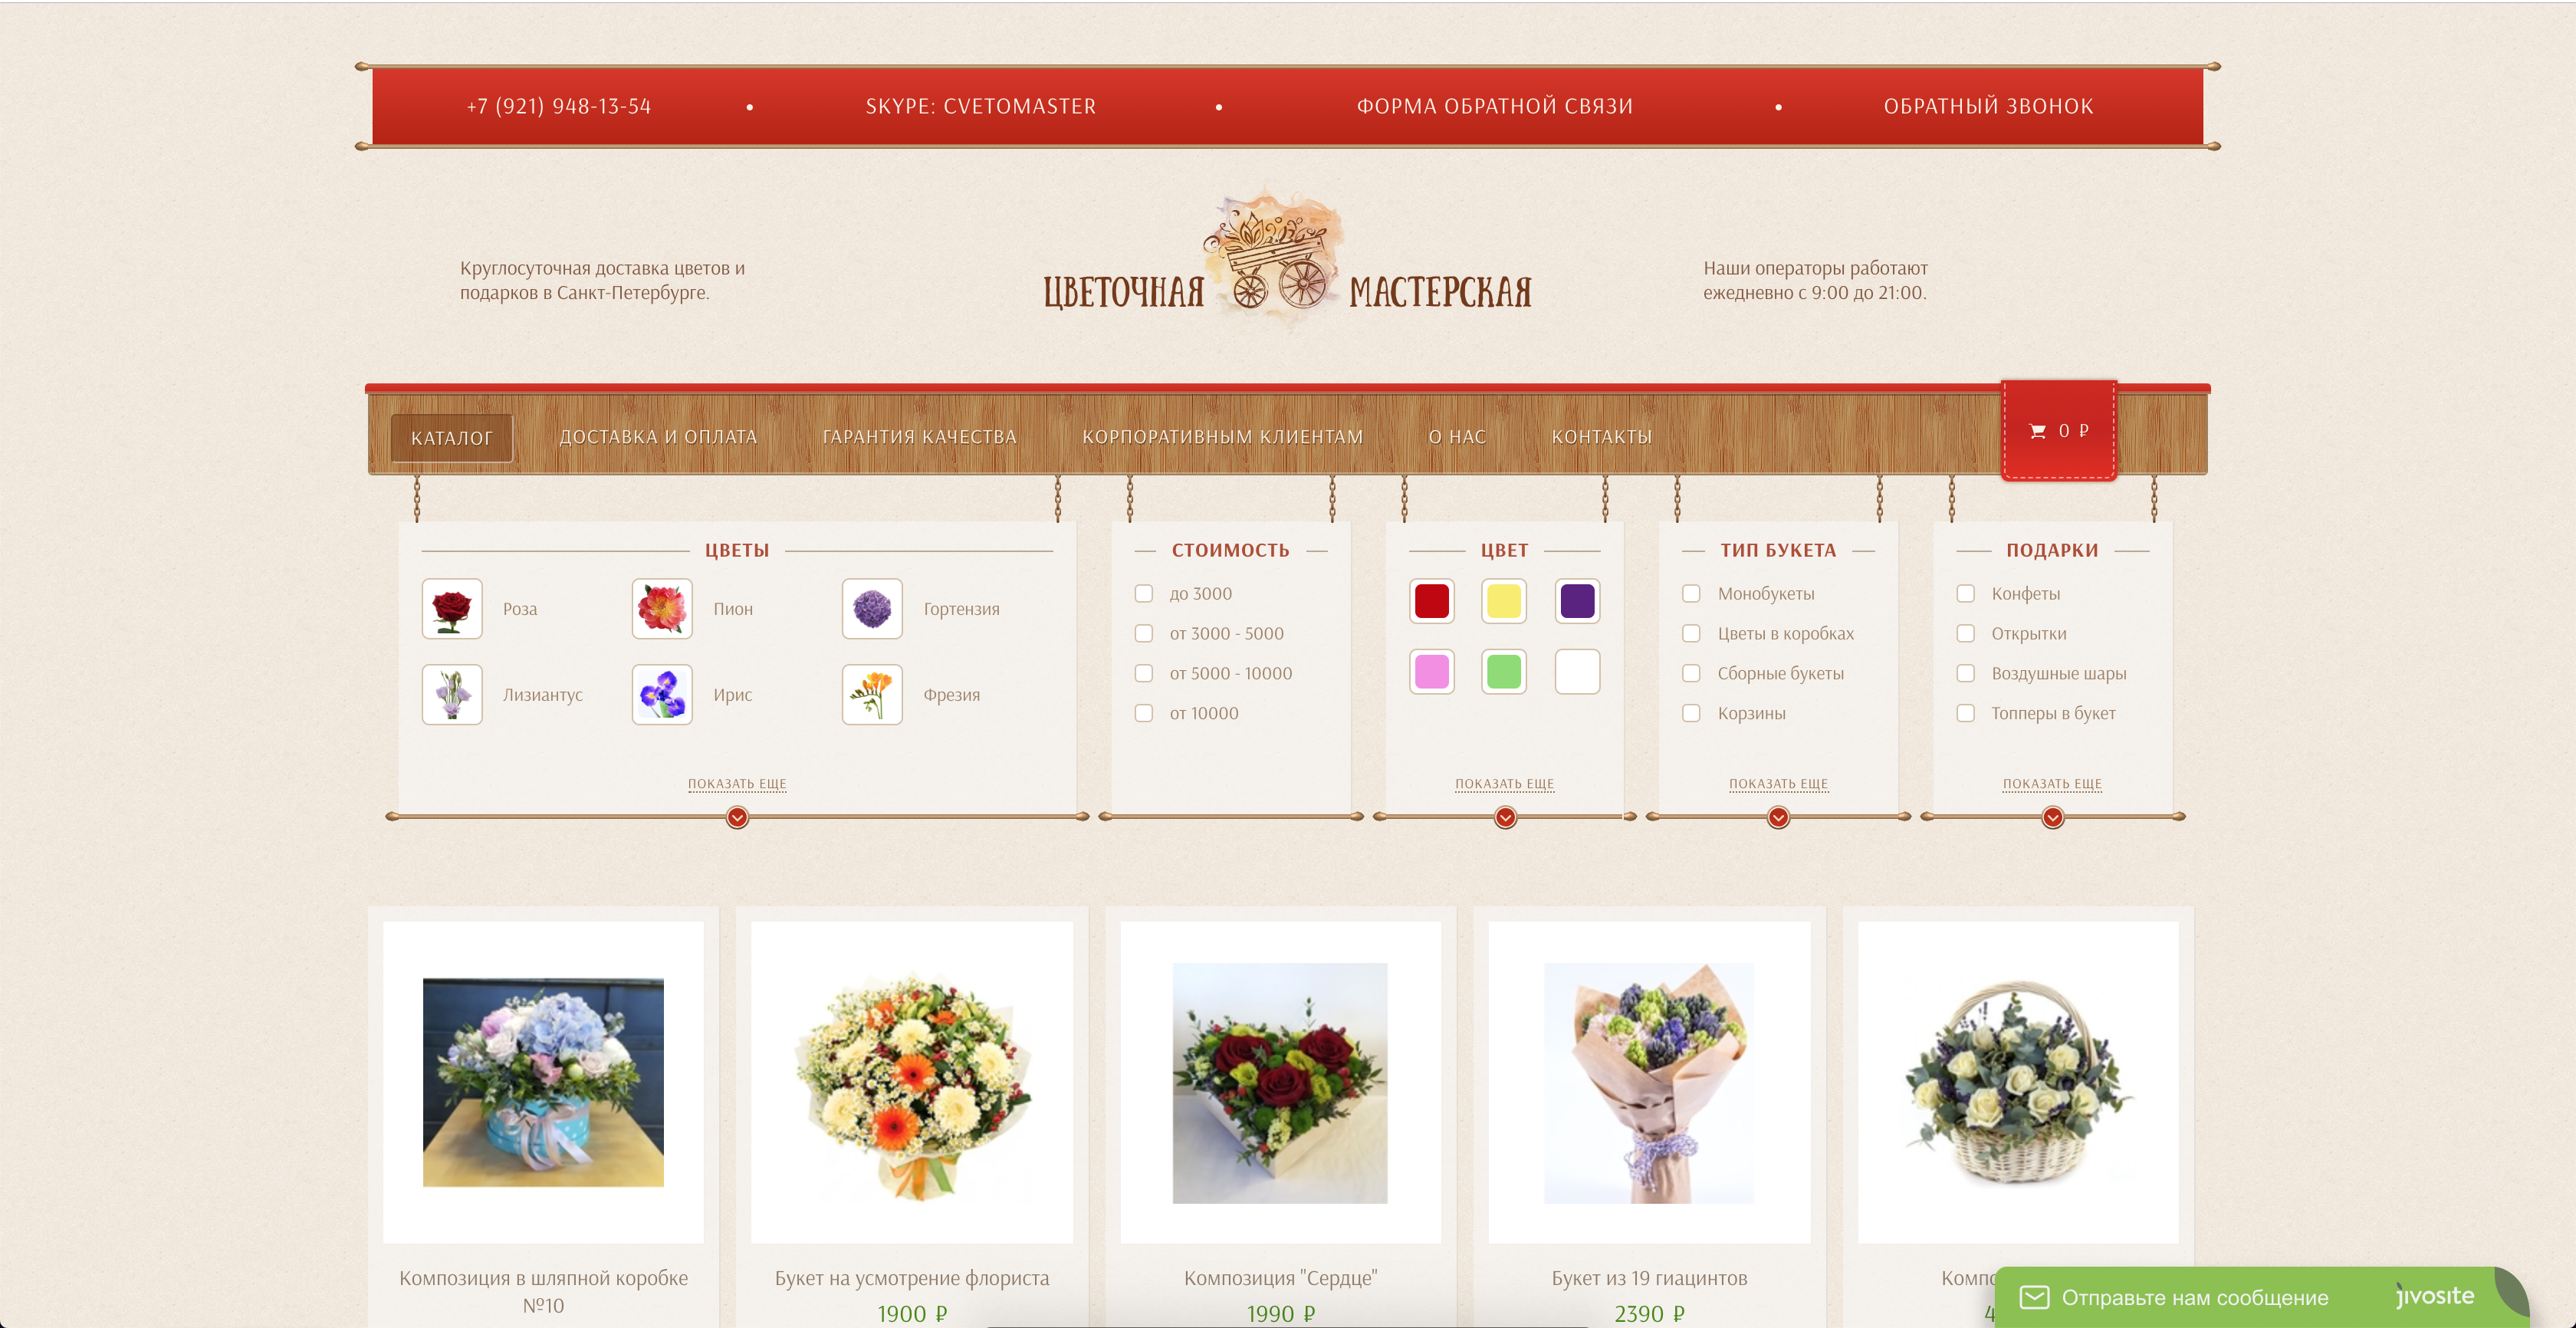 +7 (921) 948-13-54
SKYPE: CVETOMASTER
ФОРМА ОБРАТНОЙ СВЯЗИ
ОБРАТНЫЙ ЗВОНОК
Круглосуточная доставка цветов и
подарков в Санкт-Петербурге.
ЦВЕТОЧНАЯ МАСТЕРСКАЯ
Наши операторы работают
ежедневно с 9:00 до 21:00.
КАТАЛОГ
ДОСТАВКА И ОПЛАТА
ГАРАНТИЯ КАЧЕСТВА
КОРПОРАТИВНЫМ КЛИЕНТАМ
О НАС
КОНТАКТЫ
0 ₽
ЦВЕТЫ
Роза
Пион
Гортензия
Лизиантус
Ирис
Фрезия
ПОКАЗАТЬ ЕЩЕ
СТОИМОСТЬ
до 3000
от 3000 - 5000
от 5000 - 10000
от 10000
ЦВЕТ
ПОКАЗАТЬ ЕЩЕ
ТИП БУКЕТА
Монобукеты
Цветы в коробках
Сборные букеты
Корзины
ПОКАЗАТЬ ЕЩЕ
ПОДАРКИ
Конфеты
Открытки
Воздушные шары
Топперы в букет
ПОКАЗАТЬ ЕЩЕ
Композиция в шляпной коробке
№10
Букет на усмотрение флориста
1900 ₽
Композиция "Сердце"
1990 ₽
Букет из 19 гиацинтов
2390 ₽
Отправьте нам сообщение
jivosite